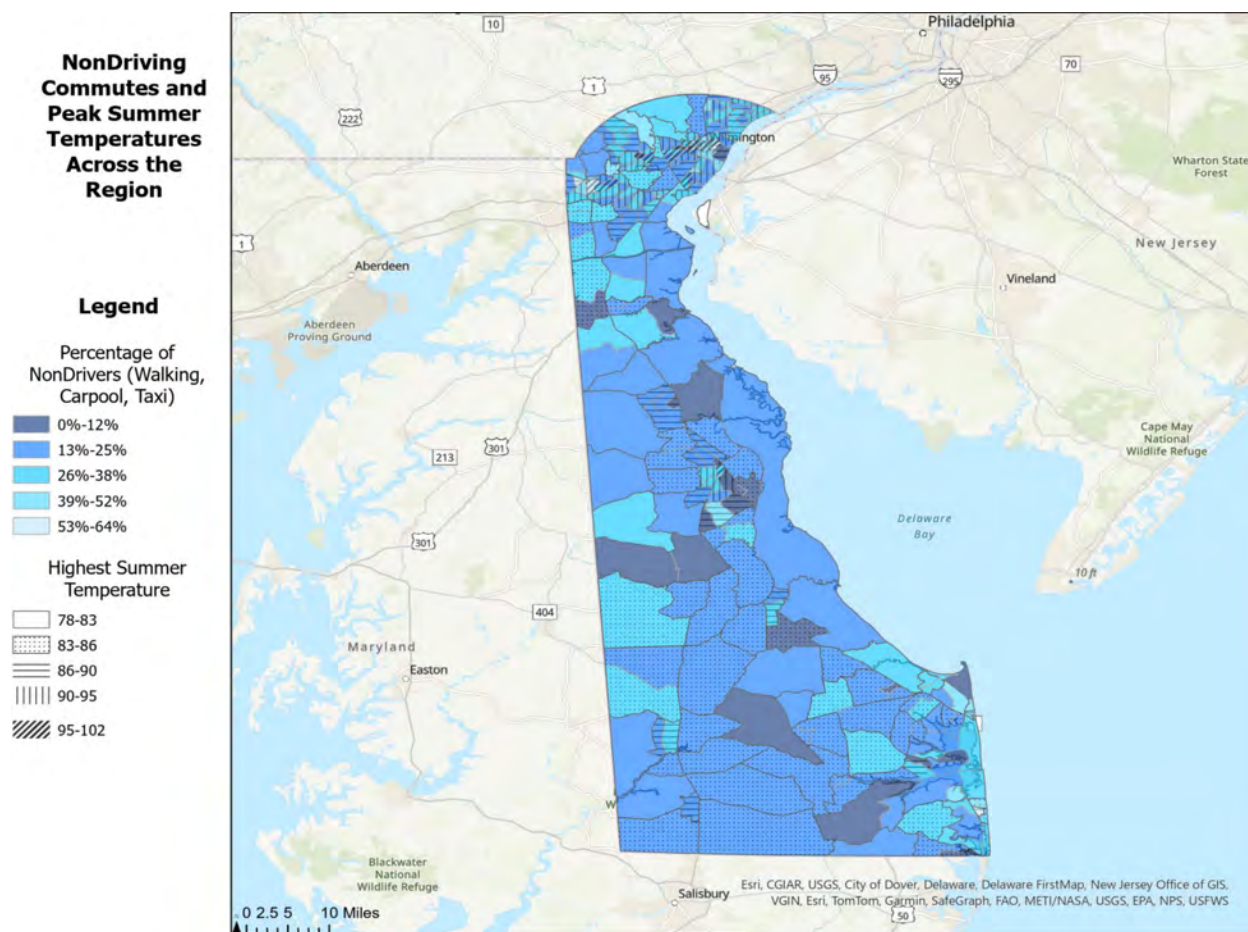 NonDriving
Commutes and
Peak Summer
Temperatures
Across the
Region
Legend
Percentage of
NonDrivers (Walking,
Carpool, Taxi)
0%-12%
13%-25%
26%-38%
39%-52%
53%-64%
Highest Summer
Temperature
78-83
83-86
86-90
90-95
95-102
0 2.5 5 10 Miles
Philadelphia
10
95
70
1
295
222
Wharton State
Forest
1
New Jersey
Aberdeen
Vineland
Aberdeen
Proving Ground
Cape May
National
Wildlife Refuge
301
213
Delaware
Bay
301
10 ft
404
Maryland
Easton
Blackwater
National
Wildlife Refuge
Salisbury
50
Esri, CGIAR, USGS, City of Dover, Delaware, Delaware FirstMap, New Jersey Office of GIS,
VGIN, Esri, TomTom, Garmin, SafeGraph, FAO, METI/NASA, USGS, EPA, NPS, USFWS